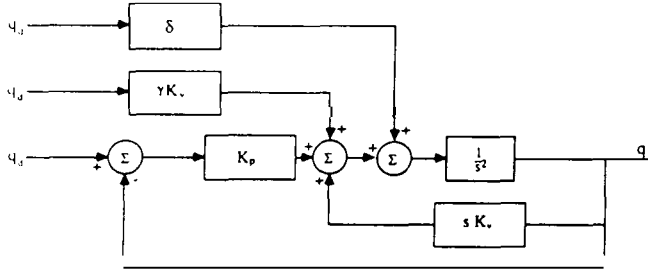 q_d
δ
q_d
γK_v
q_d
+
-
Σ
K_p
+
+
+
Σ
+
+
Σ
1/s²
q
s K_v